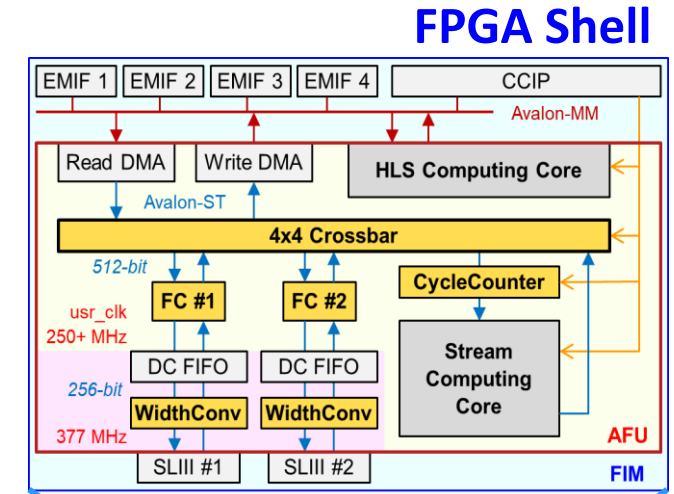 FPGA Shell
EMIF 1 EMIF 2 EMIF 3 EMIF 4 CCIP
Avalon-MM
Read DMA Write DMA HLS Computing Core
Avalon-ST
4x4 Crossbar
512-bit
CycleCounter
FC #1 FC #2
usr_clk
250+ MHz
Stream
Computing
Core
DC FIFO DC FIFO
256-bit
WidthConv WidthConv
377 MHz
AFU
SLIII #1 SLIII #2
FIM